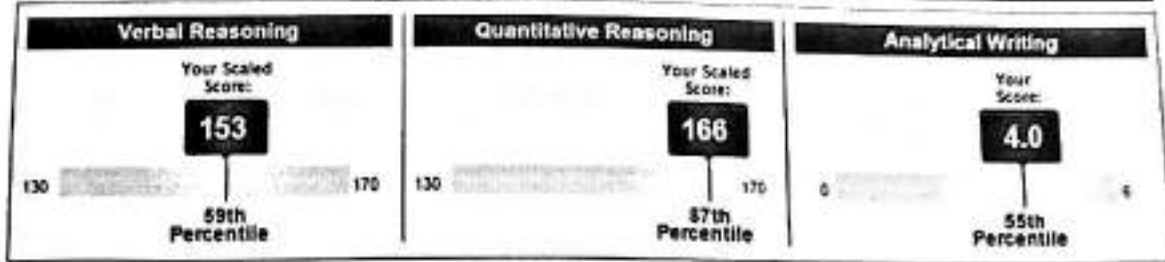 Verbal Reasoning
Your Scaled
Score:
153
130
170
59th
Percentile
Quantitative Reasoning
Your Scaled
Score:
166
130
170
87th
Percentile
Analytical Writing
Your
Score:
4.0
0
6
55th
Percentile